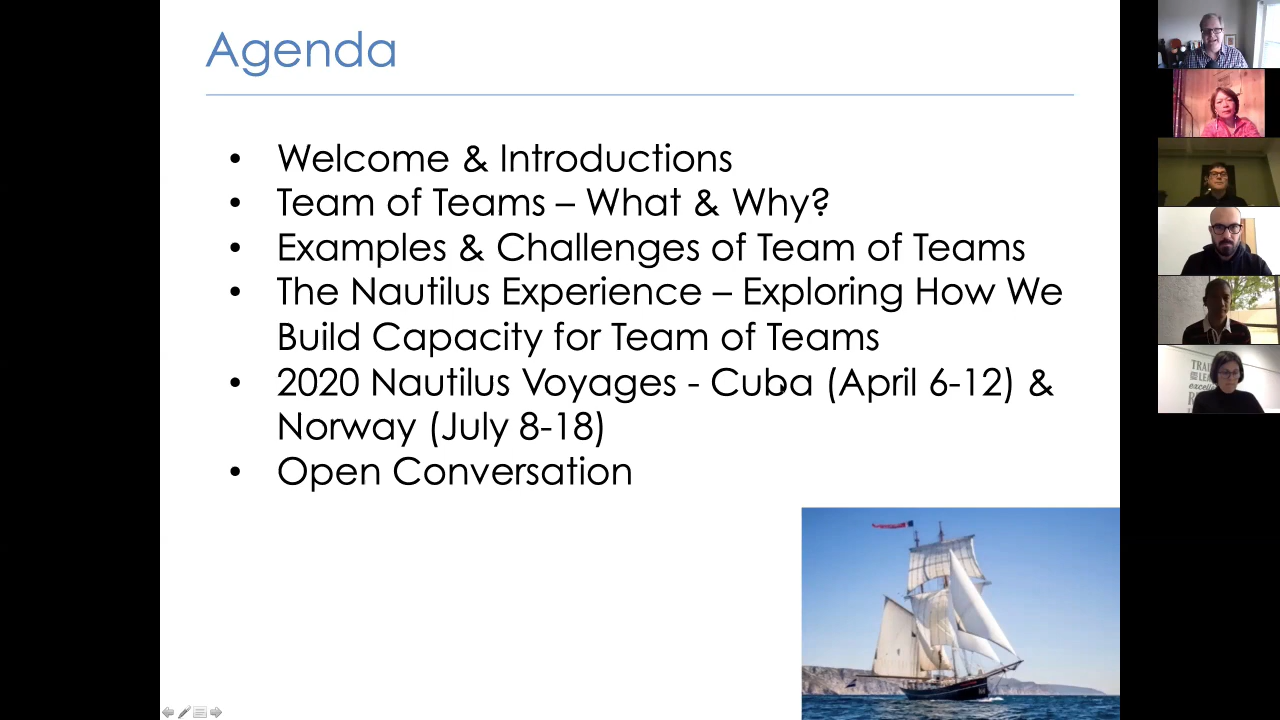 Agenda
• Welcome & Introductions
• Team of Teams – What & Why?
• Examples & Challenges of Team of Teams
• The Nautilus Experience – Exploring How We
Build Capacity for Team of Teams
• 2020 Nautilus Voyages - Cuba (April 6-12) &
Norway (July 8-18)
• Open Conversation